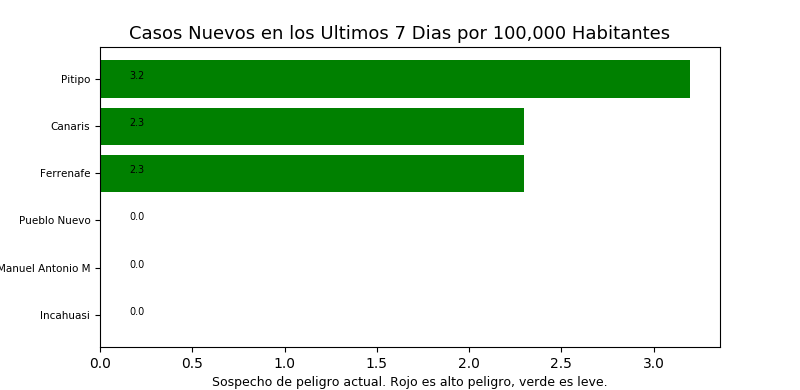 Casos Nuevos en los Ultimos 7 Dias por 100,000 Habitantes
Pitipo 3.2
Canaris 2.3
Ferrenafe 2.3
Pueblo Nuevo 0.0
Manuel Antonio M 0.0
Incahuasi 0.0
0.0 0.5 1.0 1.5 2.0 2.5 3.0
Sospecho de peligro actual. Rojo es alto peligro, verde es leve.